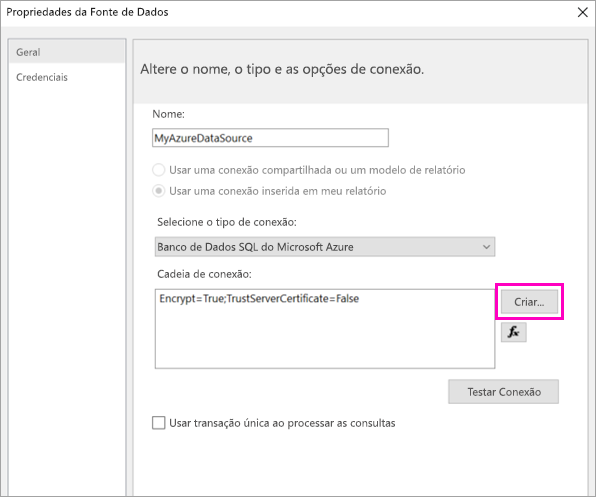 Propriedades da Fonte de Dados
Geral
Credenciais
Altere o nome, o tipo e as opções de conexão.
Nome:
MyAzureDataSource
Usar uma conexão compartilhada ou um modelo de relatório
Usar uma conexão inserida em meu relatório
Selecione o tipo de conexão:
Banco de Dados SQL do Microsoft Azure
Cadeia de conexão:
Encrypt=True;TrustServerCertificate=False
Criar...
fx
Testar Conexão
Usar transação única ao processar as consultas